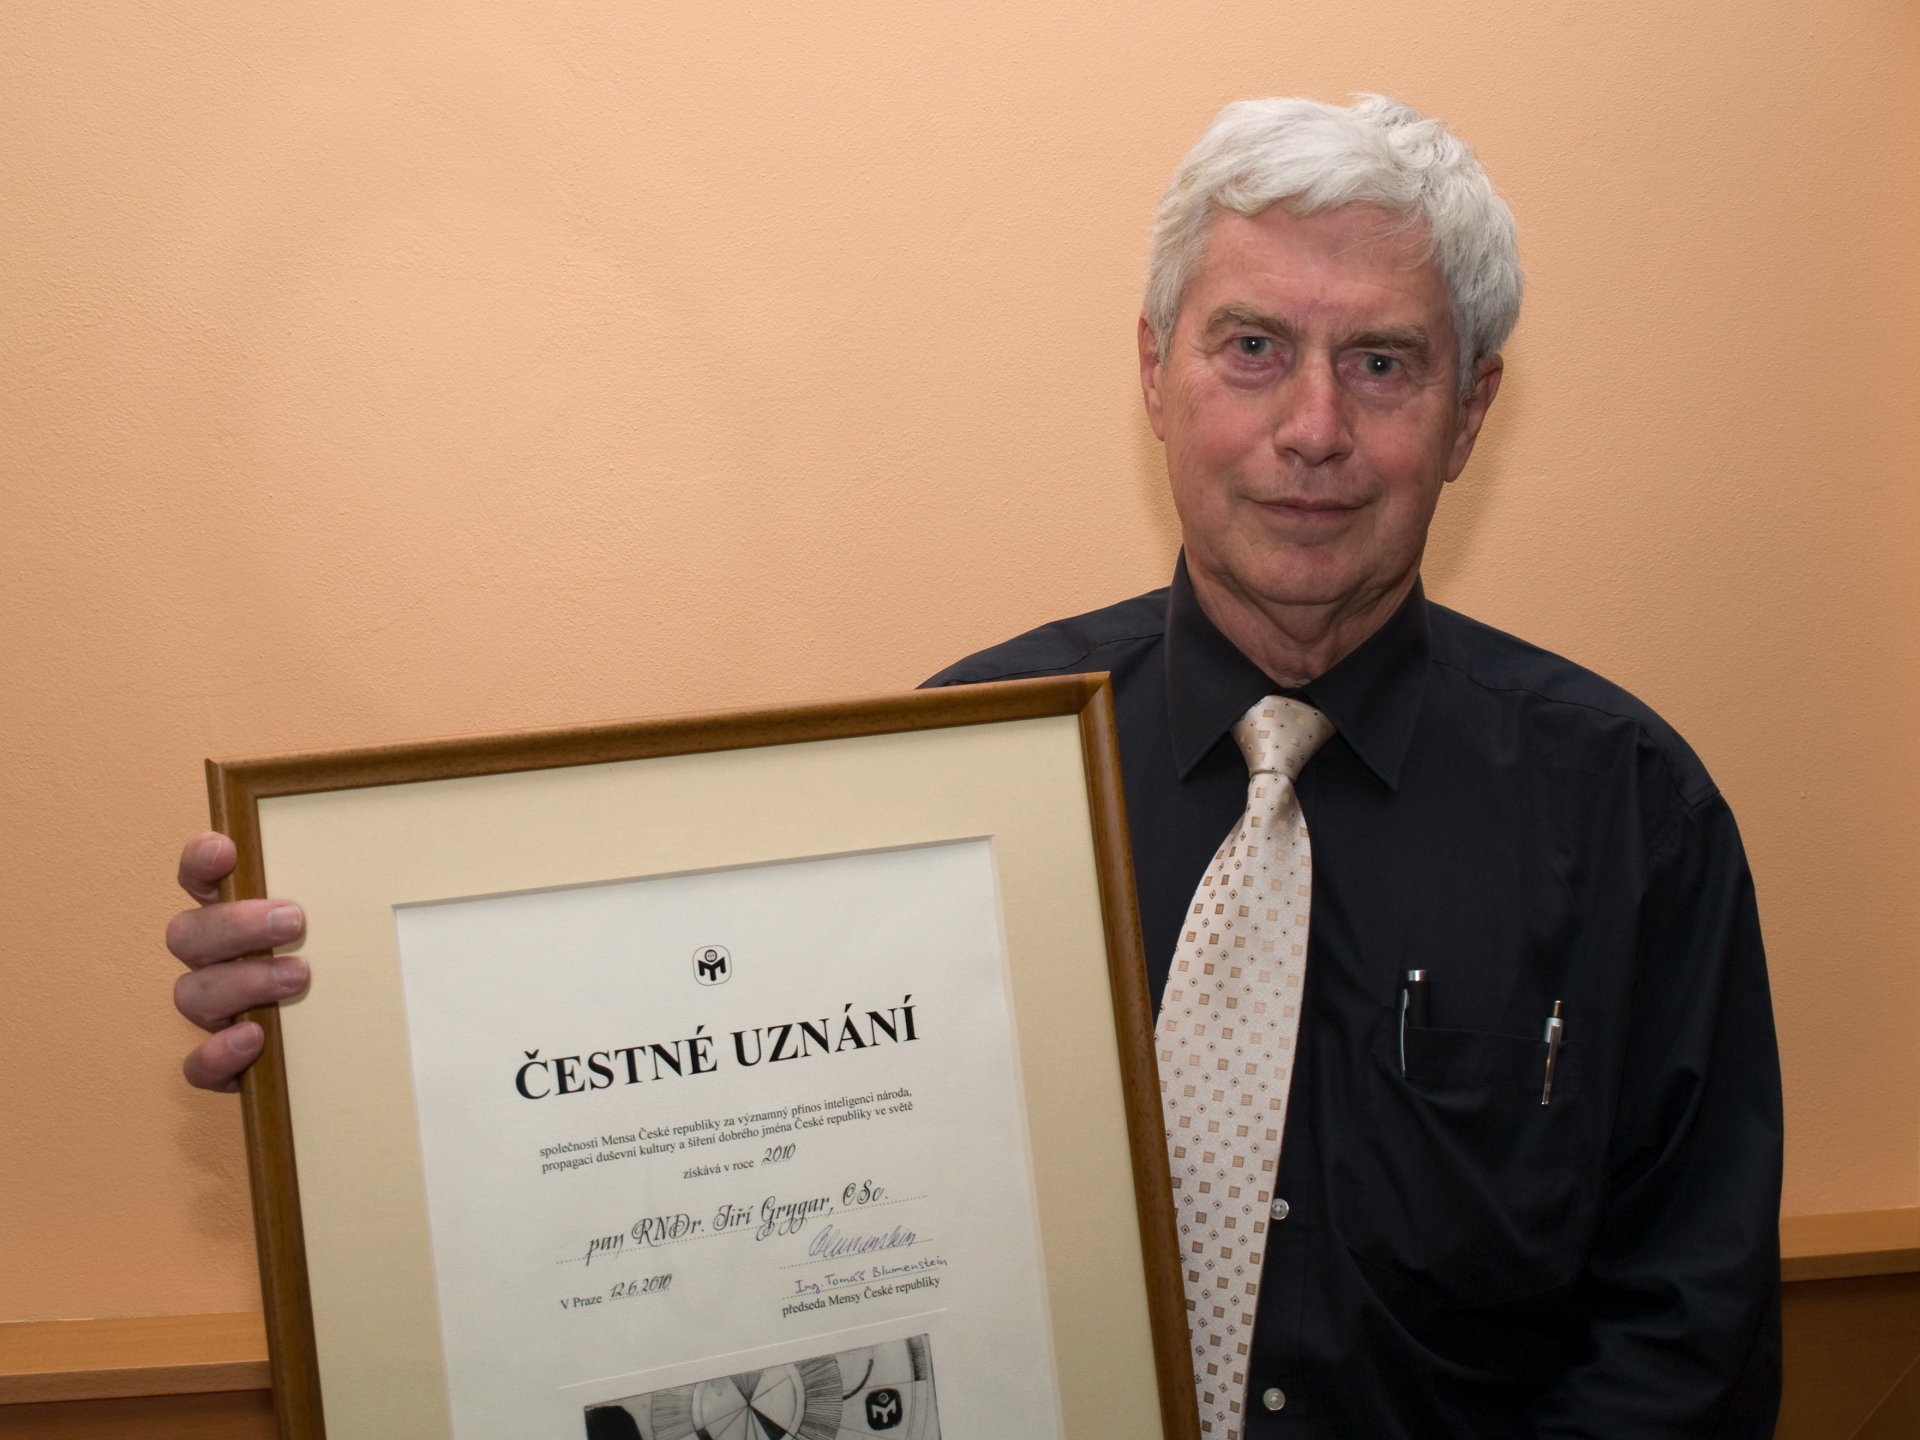 ČESTNÉ UZNÁNÍ
společnosti Mensa České republiky za významný přínos inteligenci národa,
propagaci duševní kultury a šíření dobrého jména České republiky ve světě
získává v roce 2010
pan RNDr. Jiří Grygar, CSc.
Blumenstein
V Praze 12.6.2010
Ing Tomáš Blumenstein
předseda Mensy České republiky